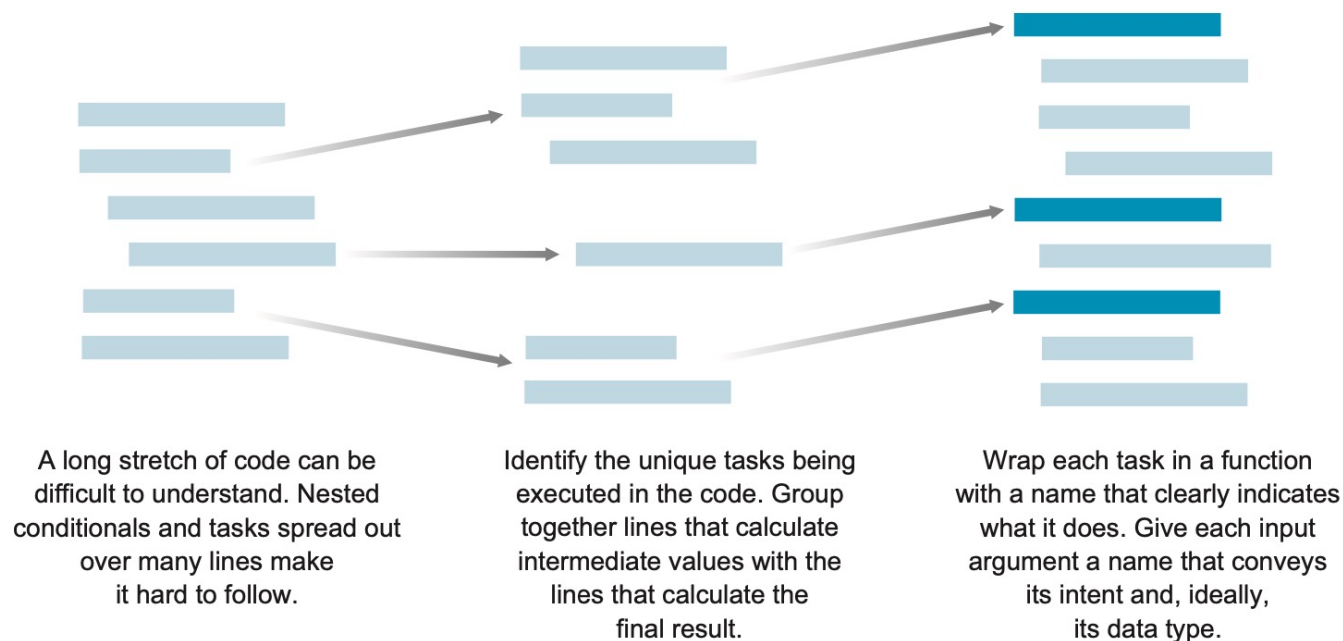 A long stretch of code can be
difficult to understand. Nested
conditionals and tasks spread out
over many lines make
it hard to follow.
Identify the unique tasks being
executed in the code. Group
together lines that calculate
intermediate values with the
lines that calculate the
final result.
Wrap each task in a function
with a name that clearly indicates
what it does. Give each input
argument a name that conveys
its intent and, ideally,
its data type.